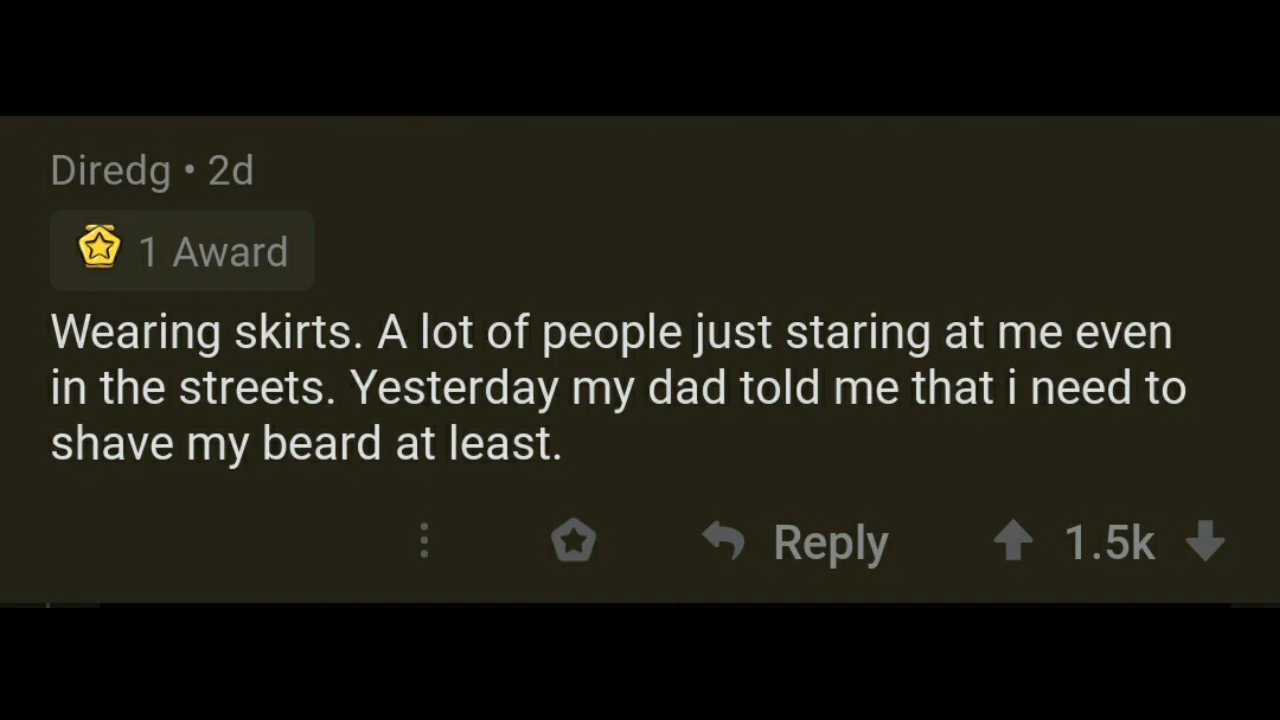 Diredg • 2d
1 Award
Wearing skirts. A lot of people just staring at me even
in the streets. Yesterday my dad told me that i need to
shave my beard at least.
Reply 1.5k